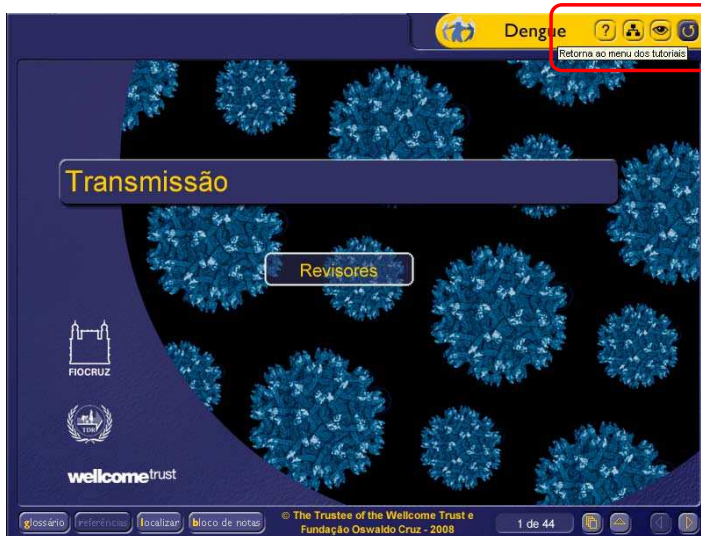 Dengue
?
Retorna ao menu dos tutoriais
Transmissão
Revisores
FIOCRUZ
TDR
wellcometrust
glossário
referências
localizar
bloco de notas
© The Trustee of the Wellcome Trust e
Fundação Oswaldo Cruz - 2008
1 de 44